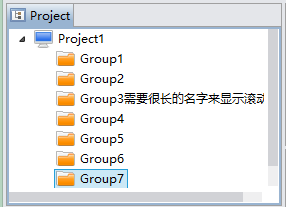 Project
Project1
Group1
Group2
Group3需要很长的名字来显示滚动
Group4
Group5
Group6
Group7